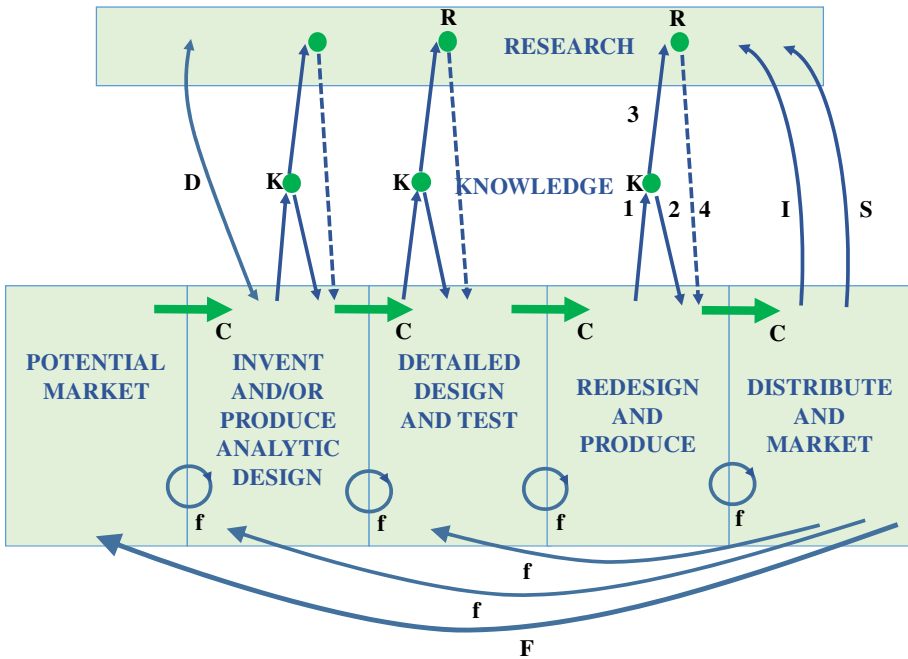 R
R
RESEARCH
3
D
K
K
KNOWLEDGE
K
1
2
4
I
S
C
C
C
C
POTENTIAL
MARKET
INVENT
AND/OR
PRODUCE
ANALYTIC
DESIGN
DETAILED
DESIGN
AND TEST
REDESIGN
AND
PRODUCE
DISTRIBUTE
AND
MARKET
f
f
f
f
f
f
F